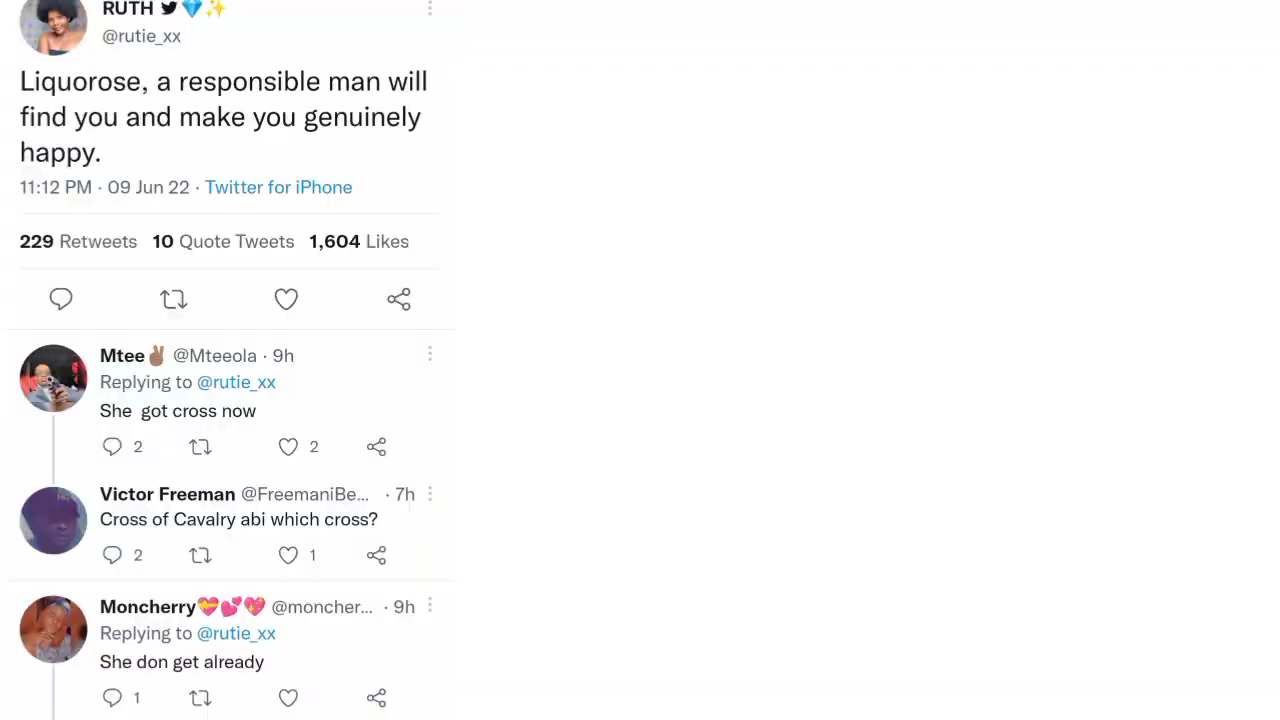 RUTH
@rutie_xx
Liquorose, a responsible man will
find you and make you genuinely
happy.
11:12 PM · 09 Jun 22 · Twitter for iPhone
229 Retweets 10 Quote Tweets 1,604 Likes
Mtee✌🏽 @Mteeola · 9h
Replying to @rutie_xx
She got cross now
2 2
Victor Freeman @FreemaniBe... · 7h
Cross of Cavalry abi which cross?
2 1
Moncherry💝💕💖 @moncher... · 9h
Replying to @rutie_xx
She don get already
1